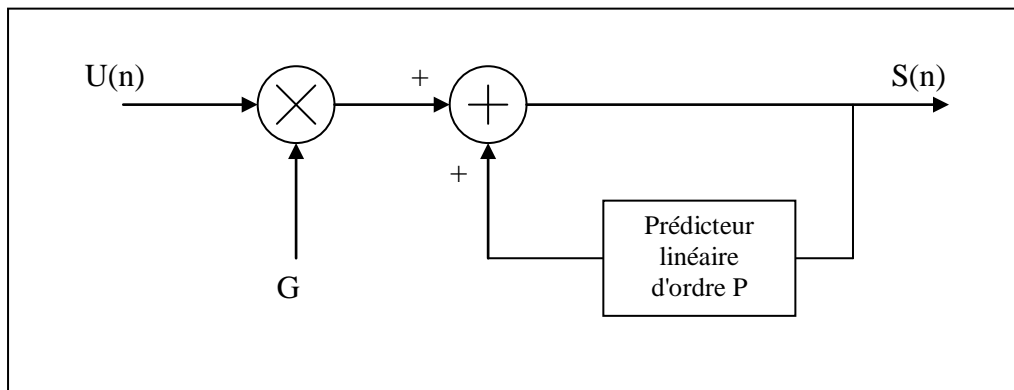 U(n)
+
S(n)
+
G
Prédicteur
linéaire
d'ordre P